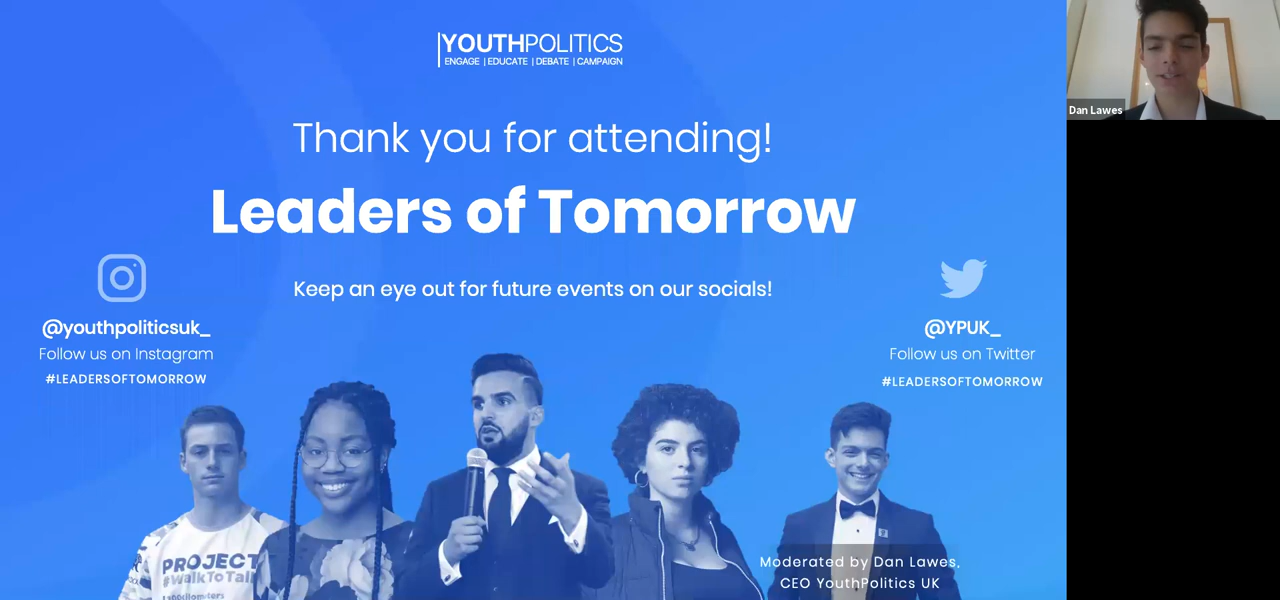 YOUTHPOLITICS
ENGAGE | EDUCATE | DEBATE | CAMPAIGN
Thank you for attending!
Leaders of Tomorrow
Keep an eye out for future events on our socials!
@youthpoliticsuk_
Follow us on Instagram
#LEADERSOFTOMORROW
@YPUK_
Follow us on Twitter
#LEADERSOFTOMORROW
PROJECT
#WalkToTalk
Moderated by Dan Lawes,
CEO YouthPolitics UK
Dan Lawes